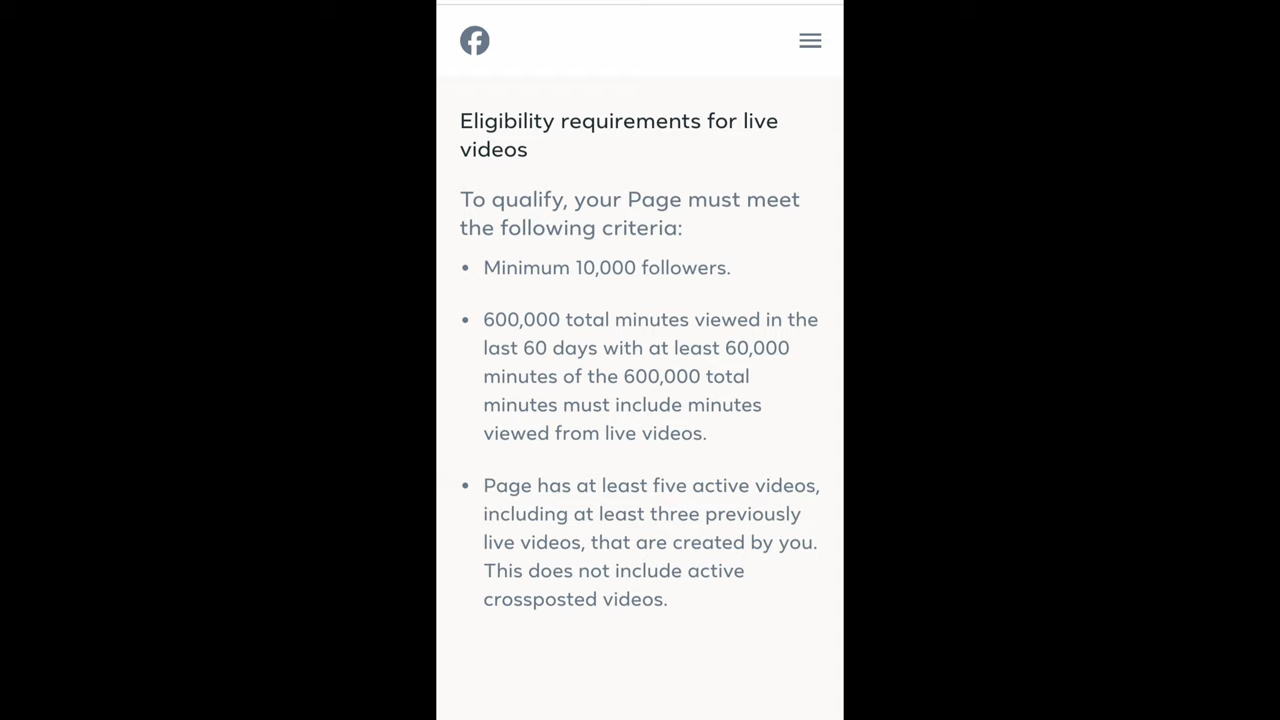 Eligibility requirements for live
videos
To qualify, your Page must meet
the following criteria:
• Minimum 10,000 followers.
• 600,000 total minutes viewed in the
last 60 days with at least 60,000
minutes of the 600,000 total
minutes must include minutes
viewed from live videos.
• Page has at least five active videos,
including at least three previously
live videos, that are created by you.
This does not include active
crossposted videos.